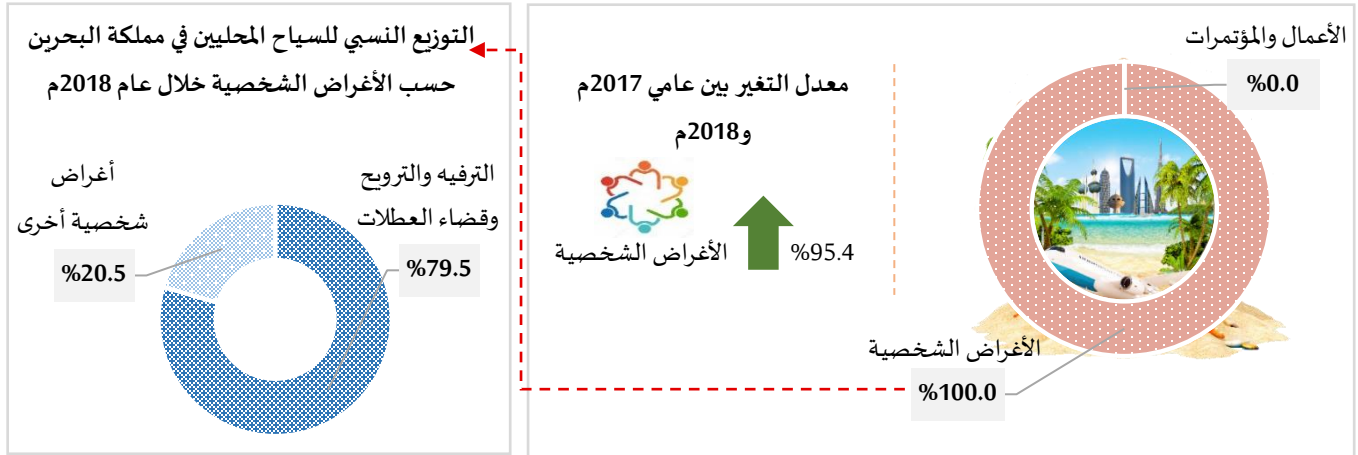 الأعمال والمؤتمرات
%0.0
معدل التغير بين عامي 2017م
و2018م
%95.4
الأغراض الشخصية
الأغراض الشخصية
%100.0
التوزيع النسبي للسياح المحليين في مملكة البحرين
حسب الأغراض الشخصية خلال عام 2018م
الترفيه والترويح
وقضاء العطلات
%79.5
أغراض
شخصية أخرى
%20.5